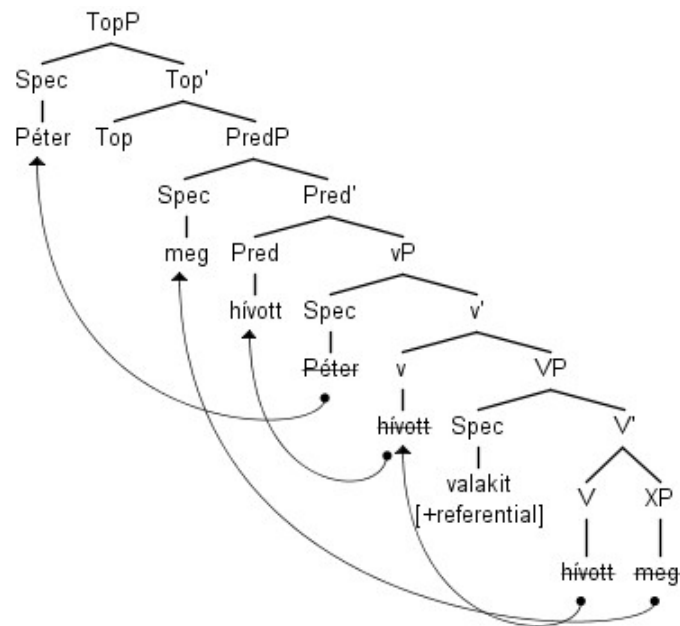 TopP
Spec Top'
Péter Top PredP
Spec Pred'
meg Pred vP
hívott Spec v'
Péter v VP
hívott Spec V'
valakit V XP
[+referential]
hívott meg